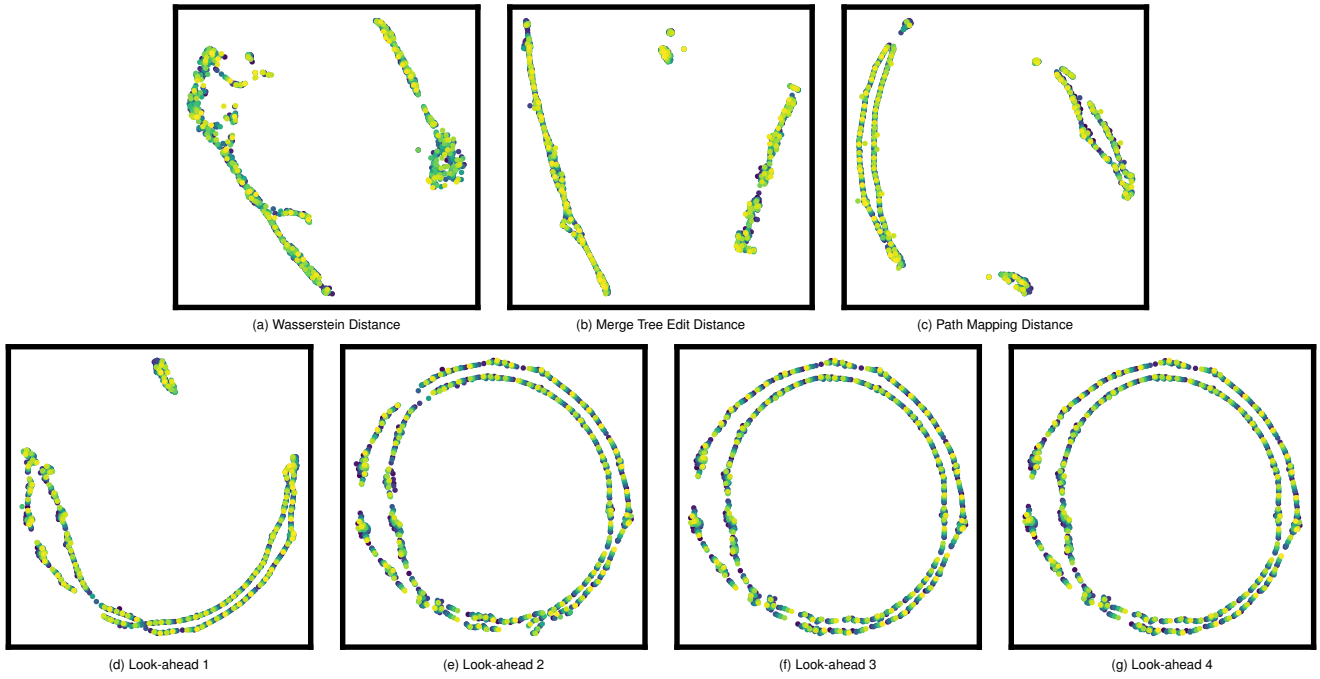 (a) Wasserstein Distance
(b) Merge Tree Edit Distance
(c) Path Mapping Distance
(d) Look-ahead 1
(e) Look-ahead 2
(f) Look-ahead 3
(g) Look-ahead 4